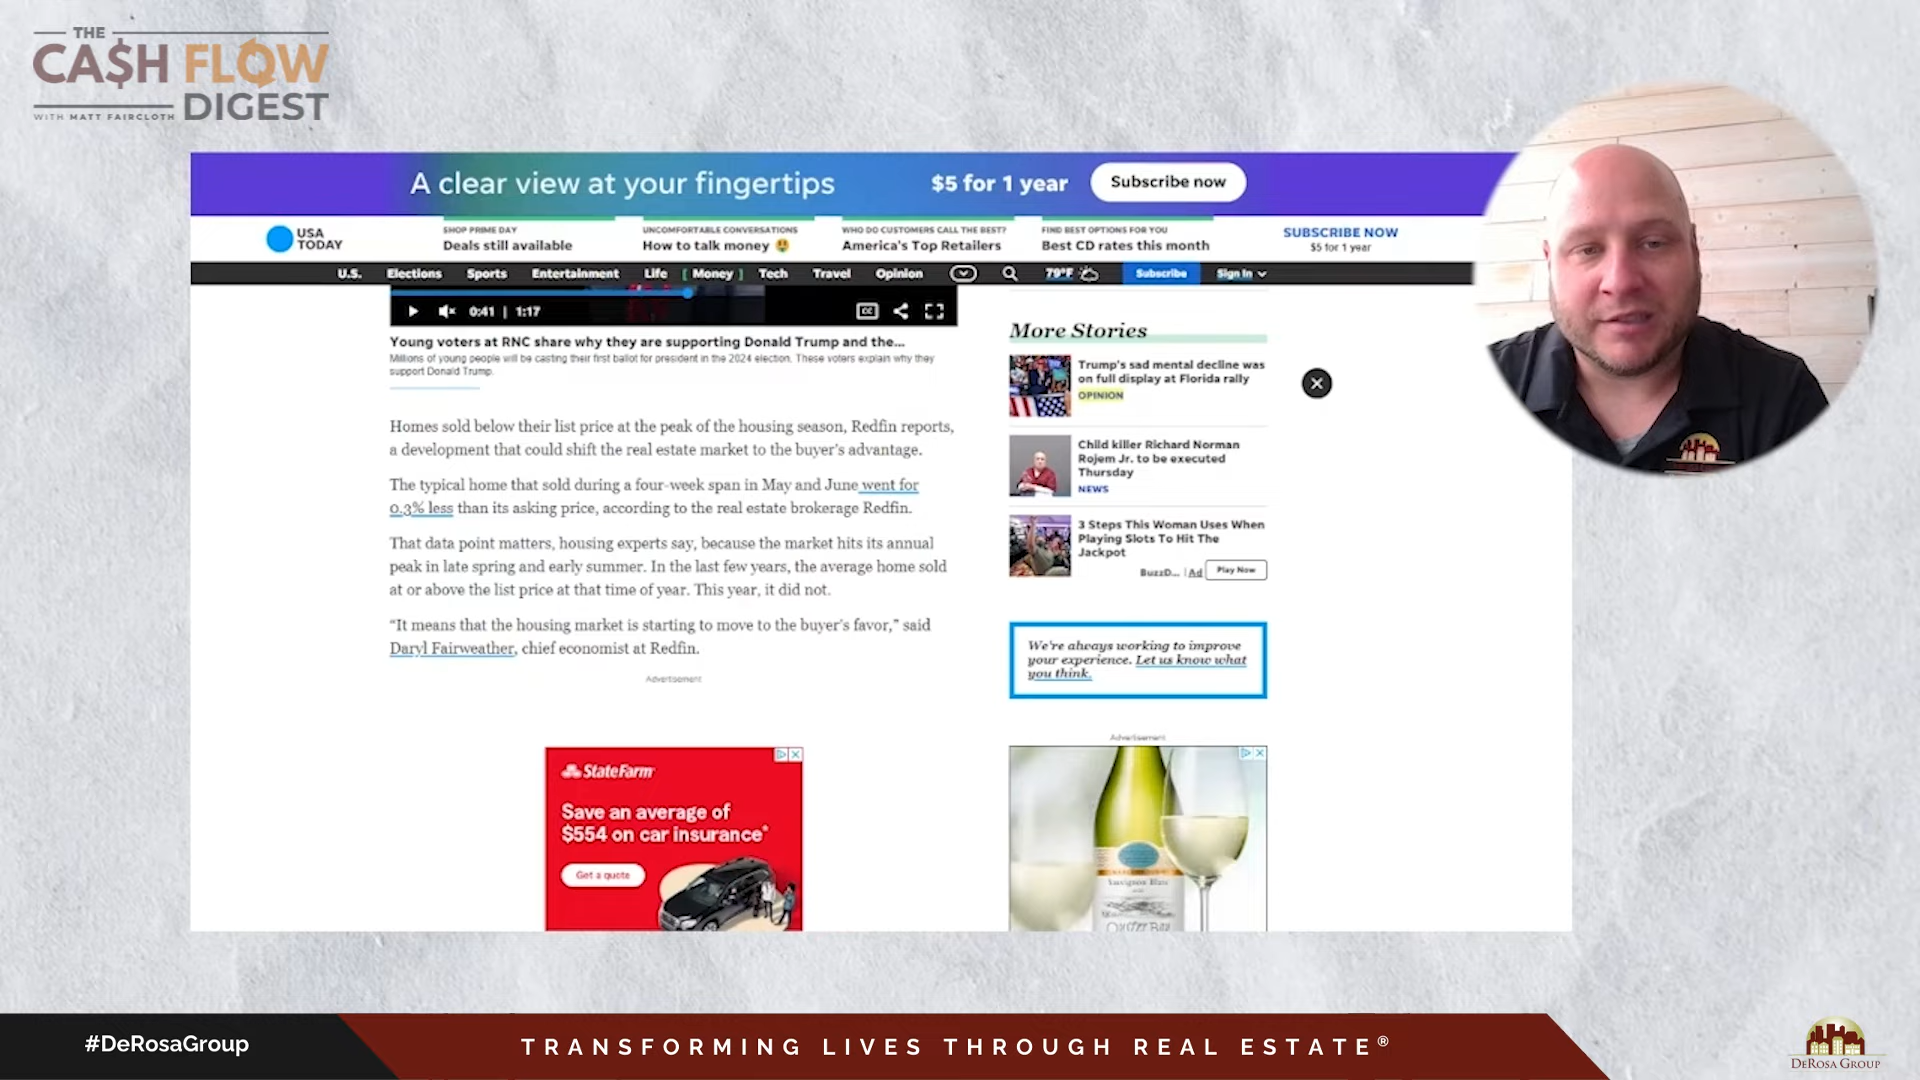 THE
CA$H FLOW
WITH MATT FAIRCLOTH DIGEST
A clear view at your fingertips
$5 for 1 year
Subscribe now
USA
TODAY
SHOP PRIME DAY
Deals still available
UNCOMFORTABLE CONVERSATIONS
How to talk money 🤑
WHO DO CUSTOMERS CALL THE BEST?
America's Top Retailers
FIND BEST OPTIONS FOR YOU
Best CD rates this month
SUBSCRIBE NOW
$5 for 1 year
U.S. Elections Sports Entertainment Life [ Money ] Tech Travel Opinion 79°F Subscribe Sign In
0:41 | 1:17
CC
Young voters at RNC share why they are supporting Donald Trump and the...
Millions of young people will be casting their first ballot for president in the 2024 election. These voters explain why they
support Donald Trump.
Homes sold below their list price at the peak of the housing season, Redfin reports,
a development that could shift the real estate market to the buyer's advantage.
The typical home that sold during a four-week span in May and June went for
0.3% less than its asking price, according to the real estate brokerage Redfin.
That data point matters, housing experts say, because the market hits its annual
peak in late spring and early summer. In the last few years, the average home sold
at or above the list price at that time of year. This year, it did not.
“It means that the housing market is starting to move to the buyer's favor,” said
Daryl Fairweather, chief economist at Redfin.
Advertisement
StateFarm
Save an average of
$554 on car insurance*
Get a quote
More Stories
Trump's sad mental decline was
on full display at Florida rally
OPINION
Child killer Richard Norman
Rojem Jr. to be executed
Thursday
NEWS
3 Steps This Woman Uses When
Playing Slots To Hit The
Jackpot
BuzzD... | Ad Play Now
We're always working to improve
your experience. Let us know what
you think.
Advertisement
Sauvignon Blanc
Oyster Bay
#DeRosaGroup
TRANSFORMING LIVES THROUGH REAL ESTATE®
DEROSA GROUP